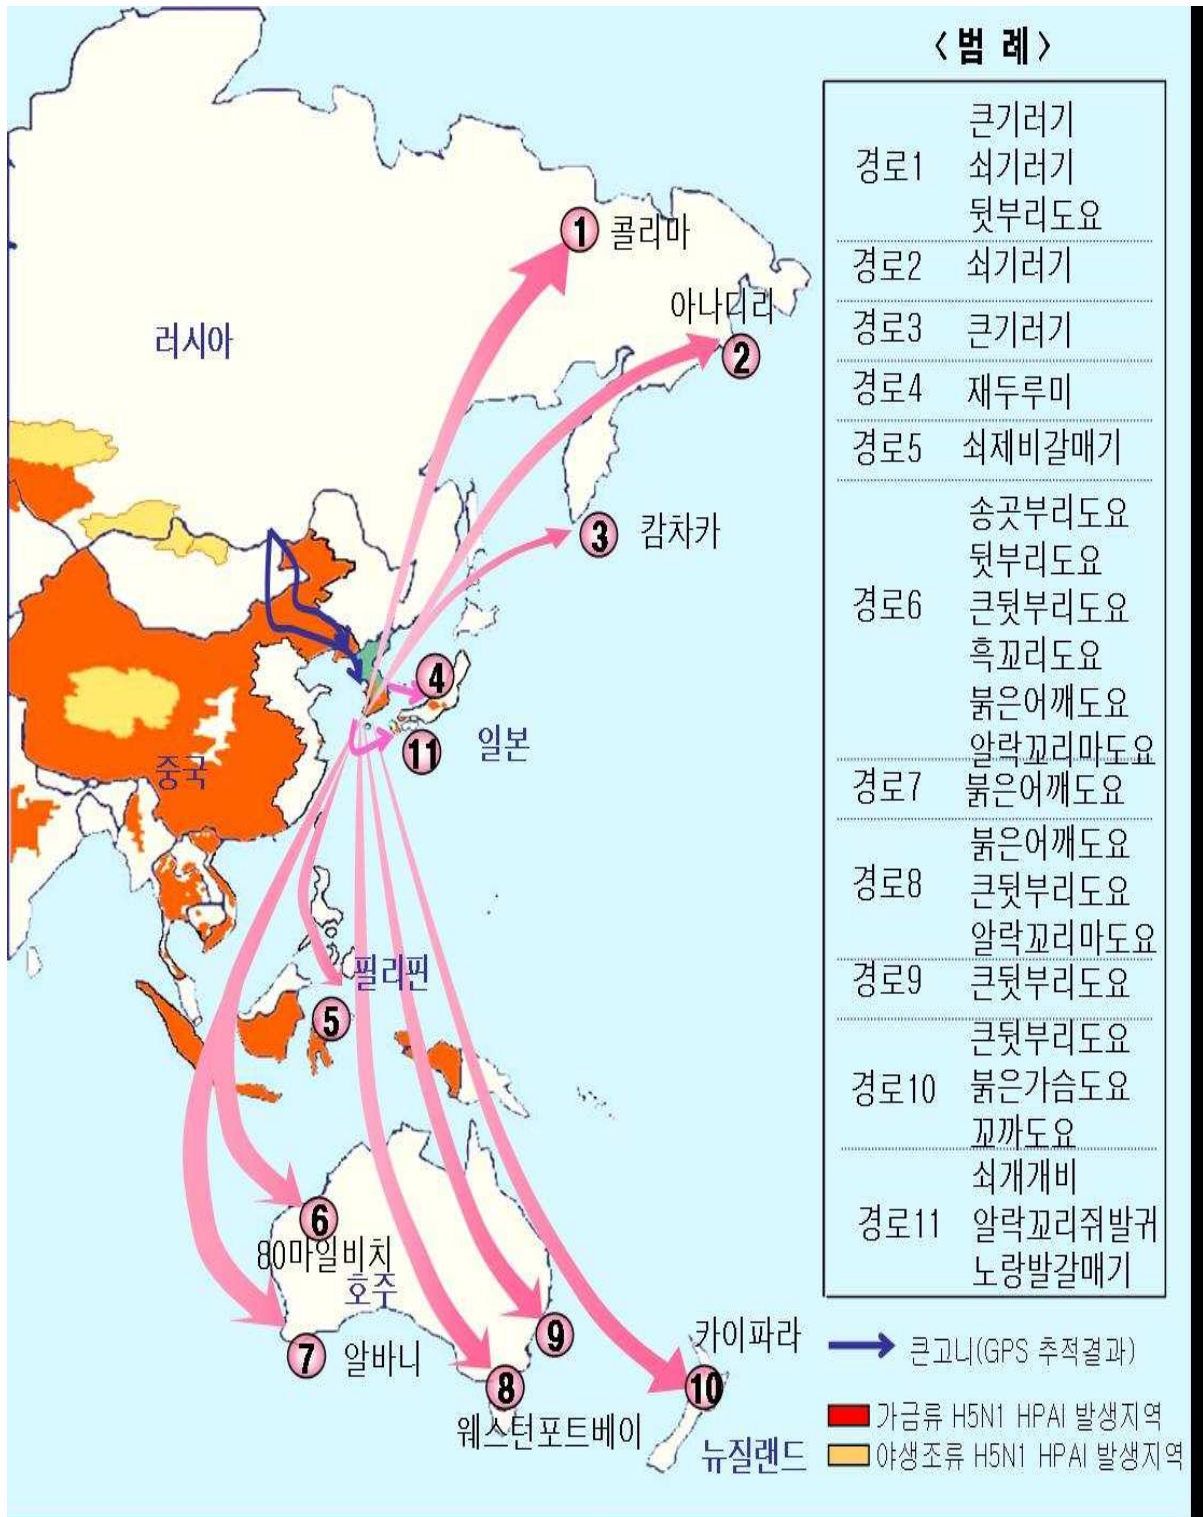 <범 례>
경로1
큰기러기
쇠기러기
뒷부리도요
경로2 쇠기러기
경로3 큰기러기
경로4 재두루미
경로5 쇠제비갈매기
경로6
송곳부리도요
뒷부리도요
큰뒷부리도요
흑꼬리도요
붉은어깨도요
알락꼬리마도요
경로7 붉은어깨도요
경로8
붉은어깨도요
큰뒷부리도요
알락꼬리마도요
경로9 큰뒷부리도요
경로10
큰뒷부리도요
붉은가슴도요
꼬까도요
경로11
쇠개개비
알락꼬리쥐발귀
노랑발갈매기
큰고니(GPS 추적결과)
가금류 H5N1 HPAI 발생지역
야생조류 H5N1 HPAI 발생지역
1 콜리마
아나디리
2
러시아
3 캄차카
4
11
일본
중국
필리핀
5
6
80마일비치
호주
7 알바니
8
웨스턴포트베이
9
카이파라
10
뉴질랜드